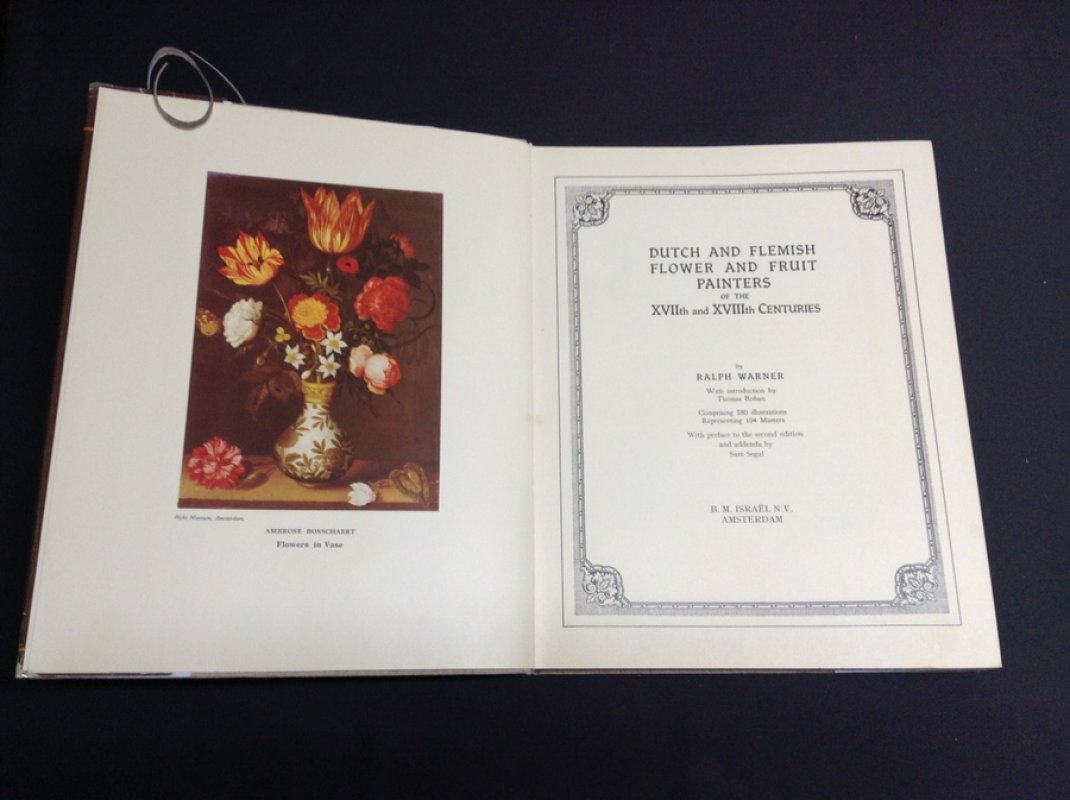 Rijks Museum, Amsterdam.
AMBROSE BOSSCHAERT
Flowers in Vase
DUTCH AND FLEMISH
FLOWER AND FRUIT
PAINTERS
OF THE
XVIIth and XVIIIth CENTURIES
by
RALPH WARNER
With introduction by
Thomas Rohan
Comprising 280 illustrations
Representing 104 Masters
With preface to the second edition
and addenda by
Sam Segal
B. M. ISRAËL N.V.
AMSTERDAM